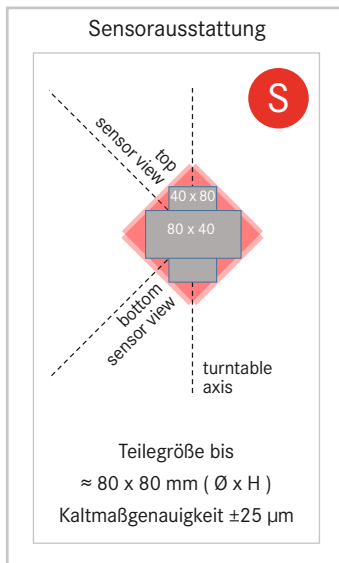 Sensorausstattung
S
top
sensor view
40 x 80
80 x 40
bottom
sensor view
turntable
axis
Teilegröße bis
≈ 80 x 80 mm ( Ø x H )
Kaltmaßgenauigkeit ±25 µm